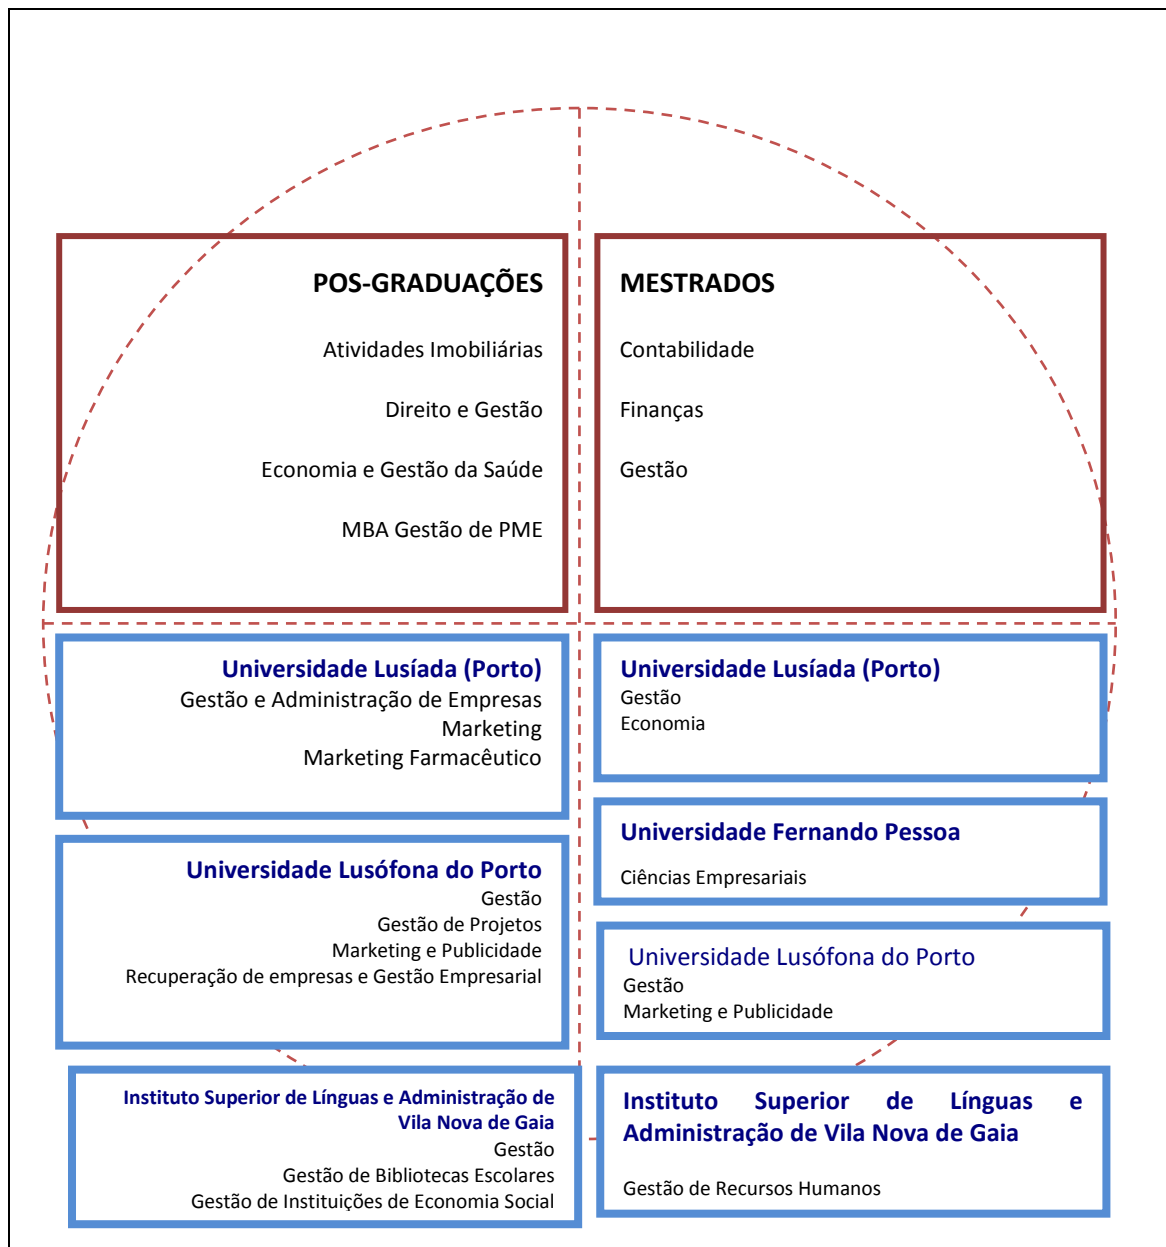 POS-GRADUAÇÕES
Atividades Imobiliárias
Direito e Gestão
Economia e Gestão da Saúde
MBA Gestão de PME
MESTRADOS
Contabilidade
Finanças
Gestão
Universidade Lusíada (Porto)
Gestão e Administração de Empresas
Marketing
Marketing Farmacêutico
Universidade Lusófona do Porto
Gestão
Gestão de Projetos
Marketing e Publicidade
Recuperação de empresas e Gestão Empresarial
Instituto Superior de Línguas e Administração de
Vila Nova de Gaia
Gestão
Gestão de Bibliotecas Escolares
Gestão de Instituições de Economia Social
Universidade Lusíada (Porto)
Gestão
Economia
Universidade Fernando Pessoa
Ciências Empresariais
Universidade Lusófona do Porto
Gestão
Marketing e Publicidade
Instituto Superior de Línguas e
Administração de Vila Nova de Gaia
Gestão de Recursos Humanos